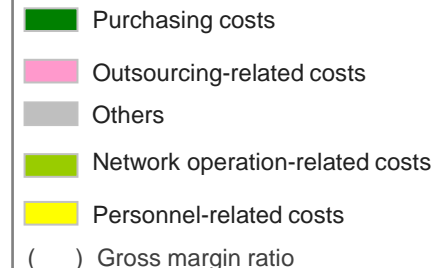 Purchasing costs
Outsourcing-related costs
Others
Network operation-related costs
Personnel-related costs
(      ) Gross margin ratio